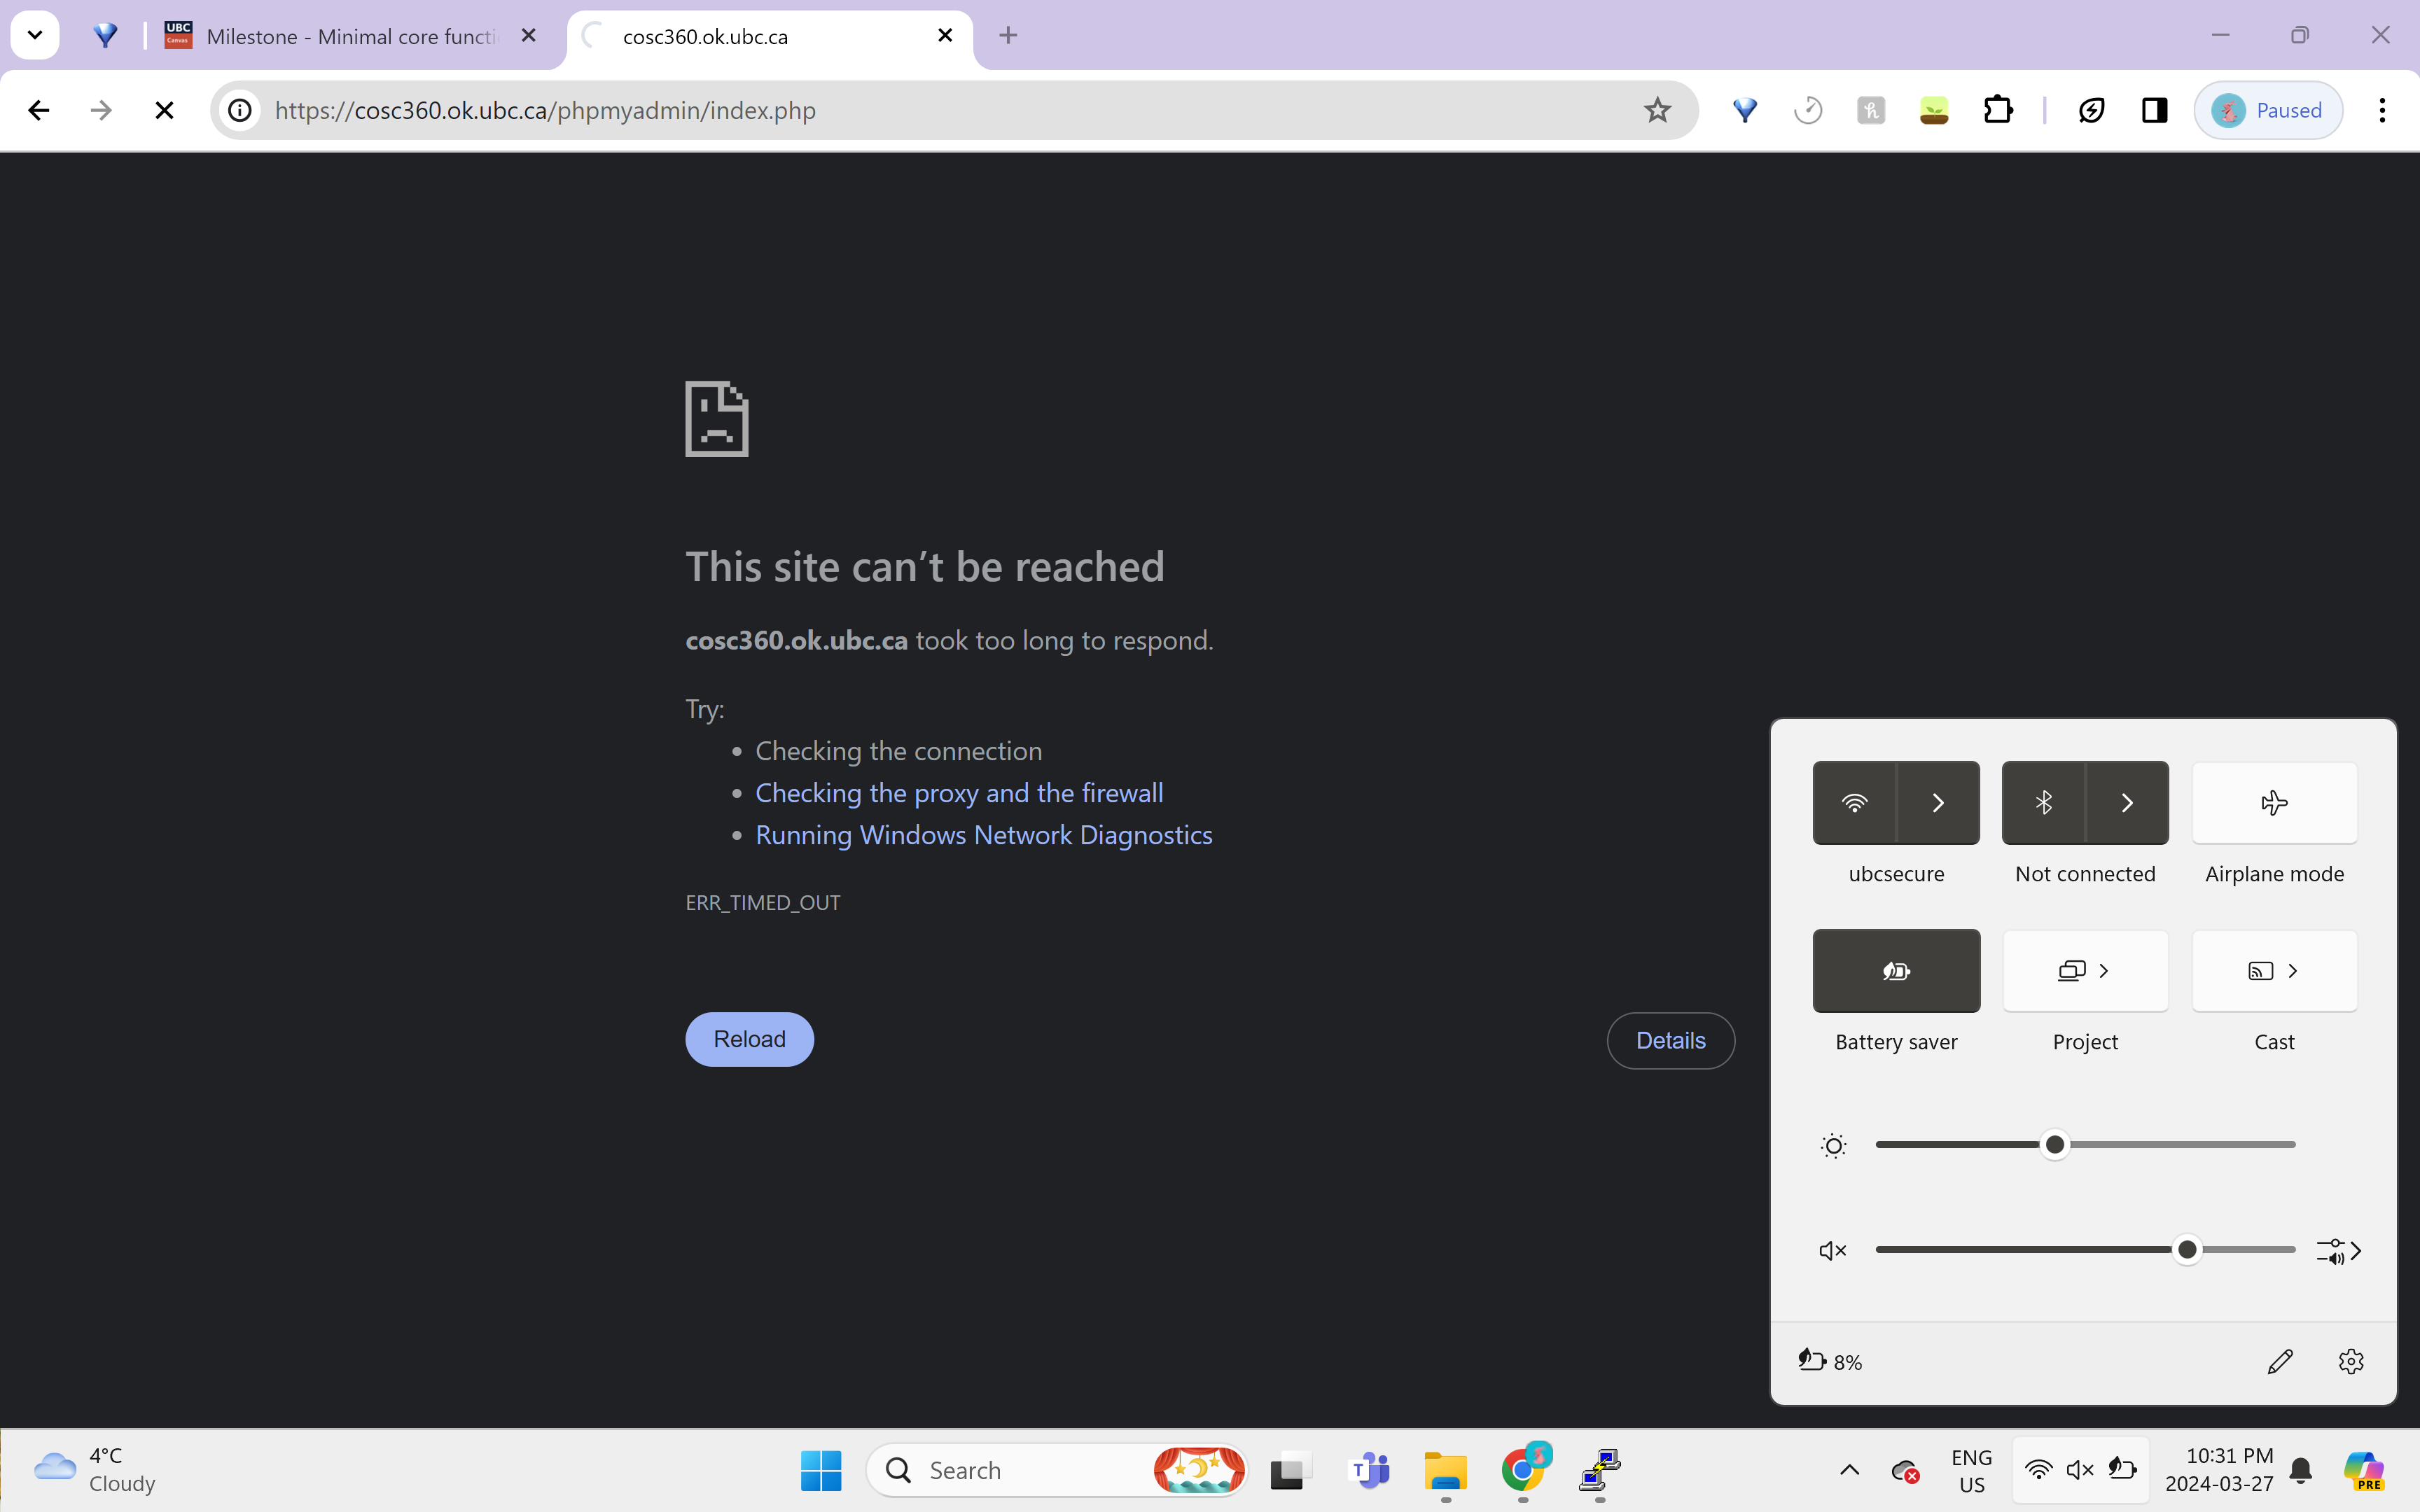 UBC
Canvas
Milestone - Minimal core functi
cosc360.ok.ubc.ca
https://cosc360.ok.ubc.ca/phpmyadmin/index.php
Paused
This site can’t be reached
cosc360.ok.ubc.ca took too long to respond.
Try:
Checking the connection
Checking the proxy and the firewall
Running Windows Network Diagnostics
ERR_TIMED_OUT
Reload
Details
ubcsecure
Not connected
Airplane mode
Battery saver
Project
Cast
8%
4°C
Cloudy
Search
ENG
US
10:31 PM
2024-03-27
PRE